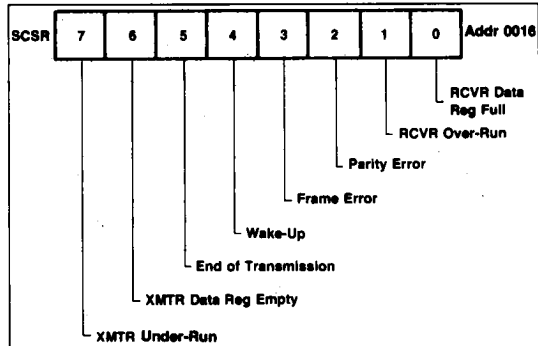 SCSR 7 6 5 4 3 2 1 0 Addr 0016
RCVR Data
Reg Full
RCVR Over-Run
Parity Error
Frame Error
Wake-Up
End of Transmission
XMTR Data Reg Empty
XMTR Under-Run